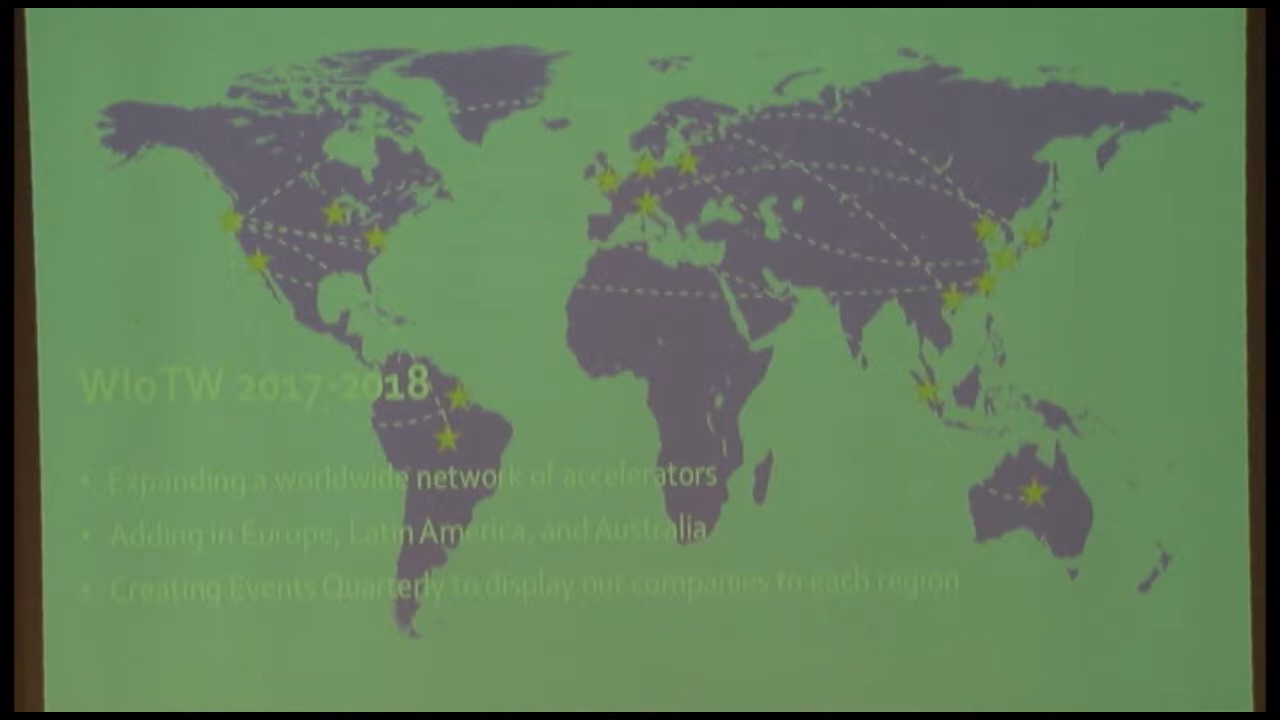 WIoTW 2017-2018
• Expanding a worldwide network of accelerators
• Adding in Europe, Latin America, and Australia
• Creating Events Quarterly to display our companies to each region